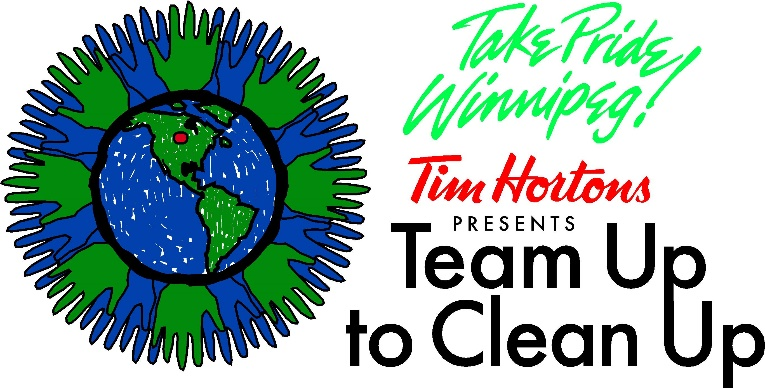 Take Pride
Winnipeg!
Tim Hortons
PRESENTS
Team Up
to Clean Up